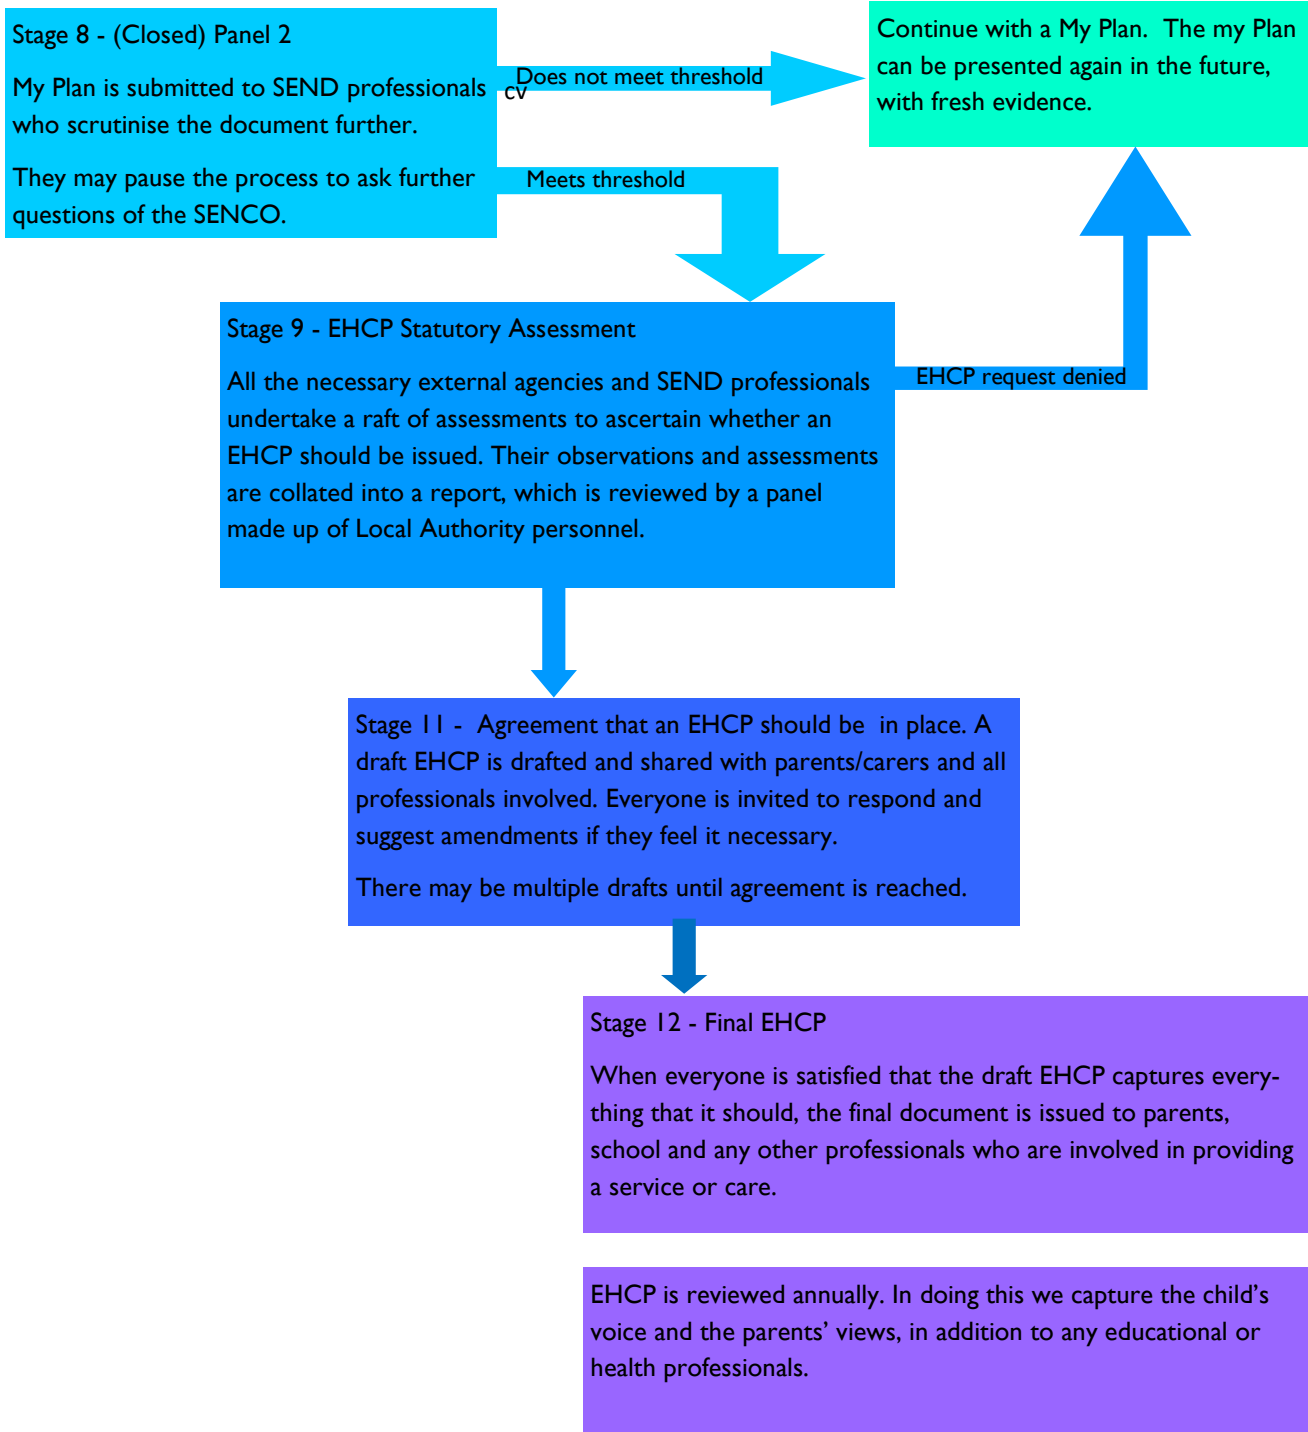 Stage 8 - (Closed) Panel 2
My Plan is submitted to SEND professionals
who scrutinise the document further.
They may pause the process to ask further
questions of the SENCO.
Does not meet threshold
cv
Continue with a My Plan.  The my Plan
can be presented again in the future,
with fresh evidence.
Meets threshold
Stage 9 - EHCP Statutory Assessment
All the necessary external agencies and SEND professionals
undertake a raft of assessments to ascertain whether an
EHCP should be issued. Their observations and assessments
are collated into a report, which is reviewed by a panel
made up of Local Authority personnel.
EHCP request denied
Stage 11 -  Agreement that an EHCP should be  in place. A
draft EHCP is drafted and shared with parents/carers and all
professionals involved. Everyone is invited to respond and
suggest amendments if they feel it necessary.
There may be multiple drafts until agreement is reached.
Stage 12 - Final EHCP
When everyone is satisfied that the draft EHCP captures every-
thing that it should, the final document is issued to parents,
school and any other professionals who are involved in providing
a service or care.
EHCP is reviewed annually. In doing this we capture the child’s
voice and the parents’ views, in addition to any educational or
health professionals.